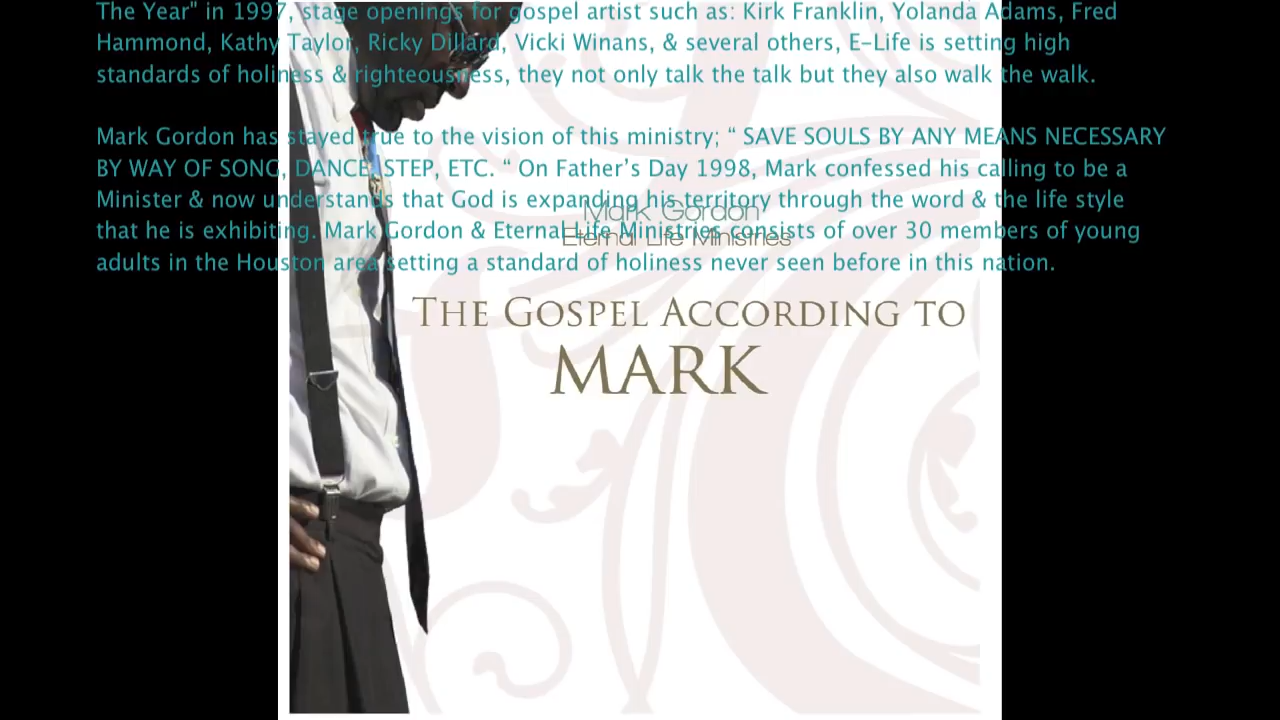 The Year" in 1997, stage openings for gospel artist such as: Kirk Franklin, Yolanda Adams, Fred
Hammond, Kathy Taylor, Ricky Dillard, Vicki Winans, & several others, E-Life is setting high
standards of holiness & righteousness, they not only talk the talk but they also walk the walk.
Mark Gordon has stayed true to the vision of this ministry; “ SAVE SOULS BY ANY MEANS NECESSARY
BY WAY OF SONG, DANCE, STEP, ETC. “ On Father’s Day 1998, Mark confessed his calling to be a
Minister & now understands that God is expanding his territory through the word & the life style
that he is exhibiting. Mark Gordon & Eternal Life Ministries consists of over 30 members of young
adults in the Houston area setting a standard of holiness never seen before in this nation.
Mark Gordon
Eternal Life Ministries
THE GOSPEL ACCORDING TO
MARK